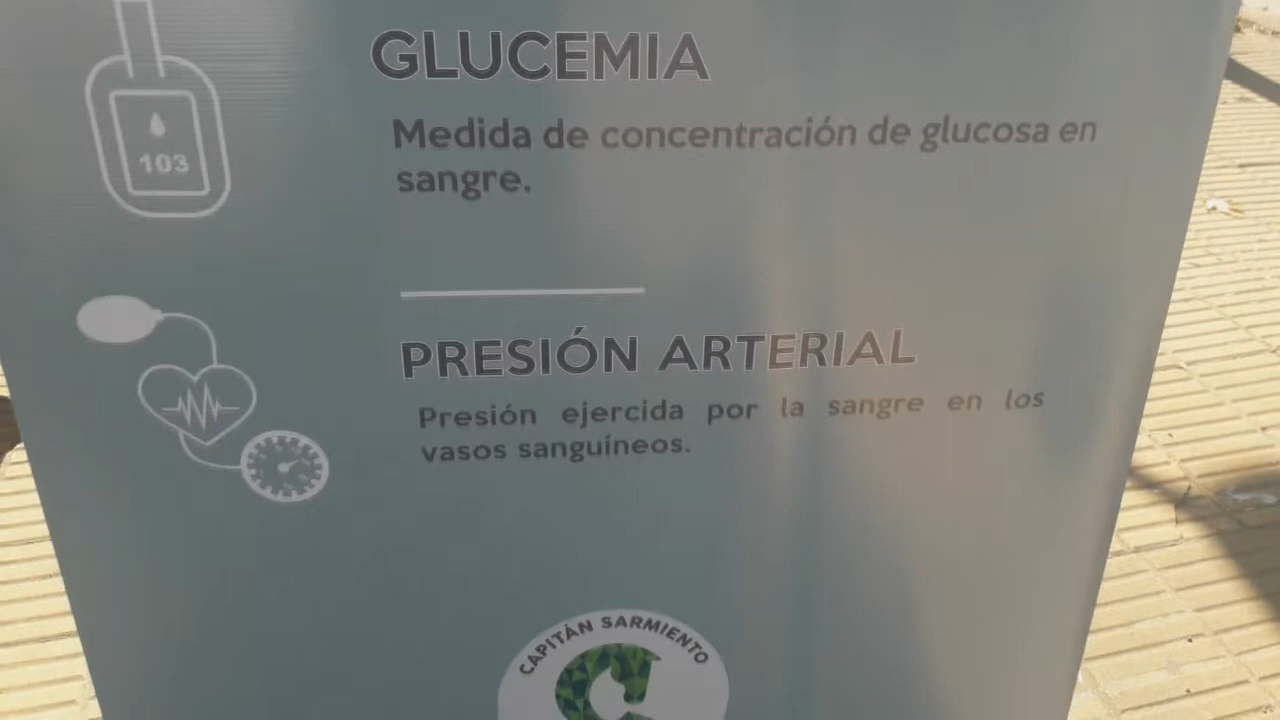 GLUCEMIA
103
Medida de concentración de glucosa en
sangre.
PRESIÓN ARTERIAL
Presión ejercida por la sangre en los
vasos sanguíneos.
CAPITÁN SARMIENTO